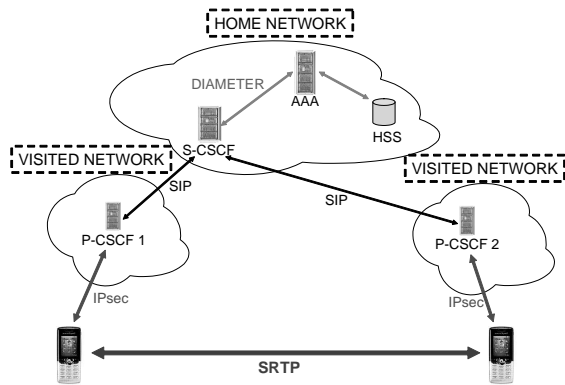 HOME NETWORK
DIAMETER
AAA
HSS
S-CSCF
VISITED NETWORK
VISITED NETWORK
SIP
SIP
P-CSCF 1
P-CSCF 2
IPsec
IPsec
SRTP